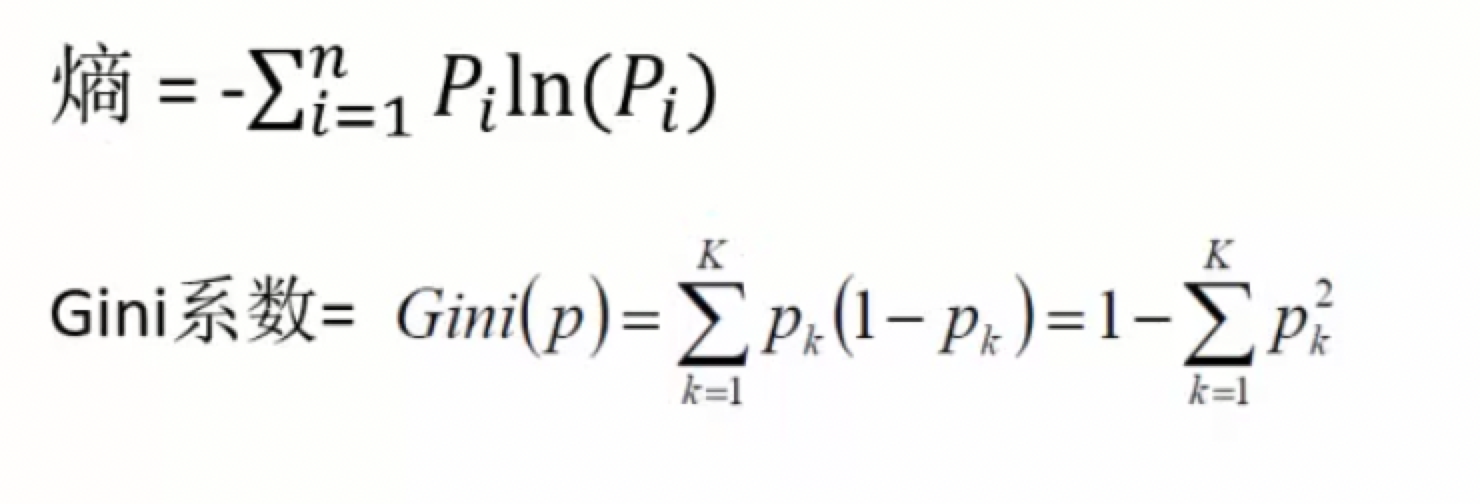 熵 = -∑ⁿᵢ₌₁ Pᵢln(Pᵢ)
Gini系数= Gini(p)=∑ᴷₖ₌₁ pₖ(1−pₖ)=1−∑ᴷₖ₌₁ pₖ²